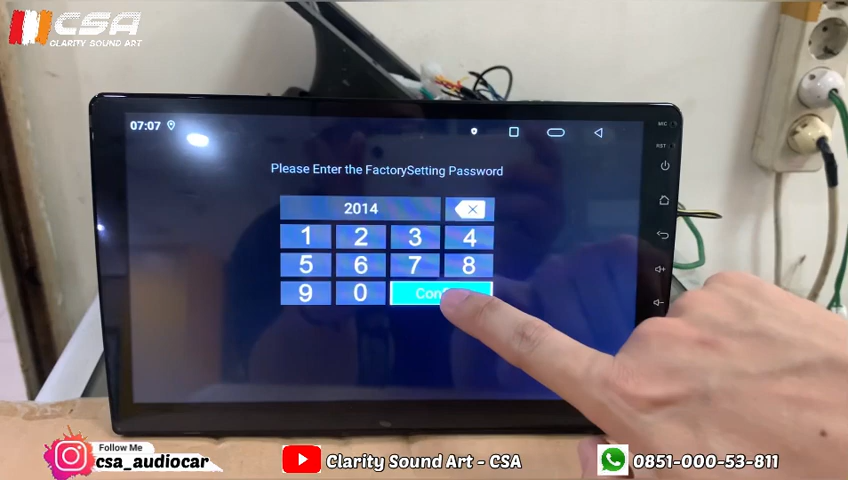 CSA
CLARITY SOUND ART
07:07
Please Enter the FactorySetting Password
2014
1 2 3 4
5 6 7 8
9 0
MIC
RST
Follow Me
csa_audiocar
Clarity Sound Art - CSA
0851-000-53-811